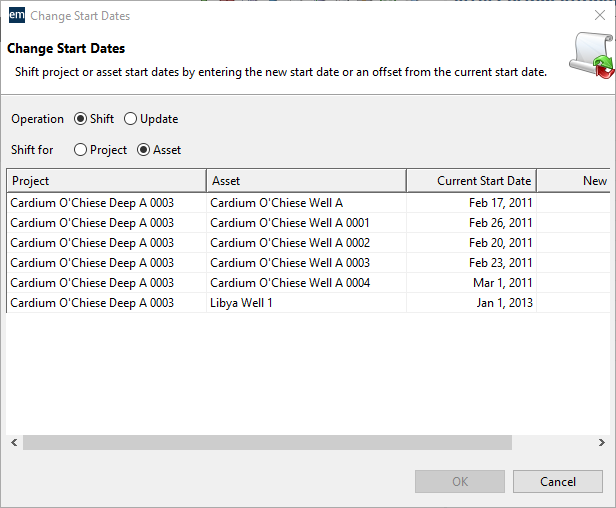 em Change Start Dates
Change Start Dates
Shift project or asset start dates by entering the new start date or an offset from the current start date.
Operation Shift Update
Shift for Project Asset
Project Asset Current Start Date New
Cardium O'Chiese Deep A 0003 Cardium O'Chiese Well A Feb 17, 2011
Cardium O'Chiese Deep A 0003 Cardium O'Chiese Well A 0001 Feb 26, 2011
Cardium O'Chiese Deep A 0003 Cardium O'Chiese Well A 0002 Feb 20, 2011
Cardium O'Chiese Deep A 0003 Cardium O'Chiese Well A 0003 Feb 23, 2011
Cardium O'Chiese Deep A 0003 Cardium O'Chiese Well A 0004 Mar 1, 2011
Cardium O'Chiese Deep A 0003 Libya Well 1 Jan 1, 2013
OK Cancel